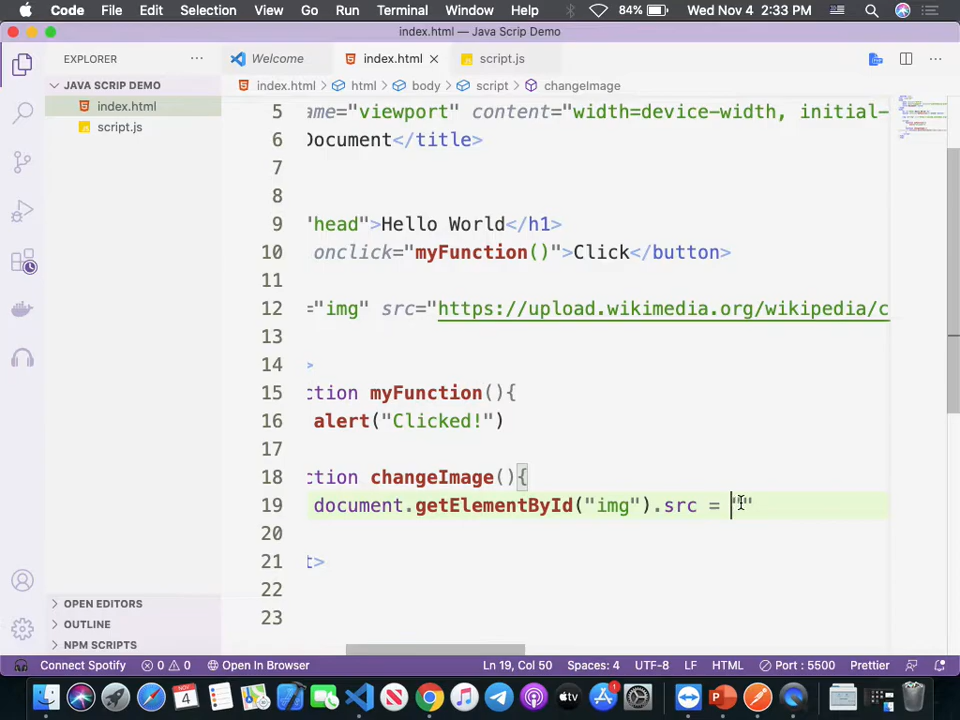 Code File Edit Selection View Go Run Terminal Window Help 84% Wed Nov 4 2:33 PM
index.html — Java Scrip Demo
EXPLORER ··· Welcome index.html × script.js ···
JAVA SCRIP DEMO index.html > html > body > script > changeImage
index.html
script.js
5 ame="viewport" content="width=device-width, initial-
6 Document</title>
7
8
9 "head">Hello World</h1>
10 onclick="myFunction()">Click</button>
11
12 ="img" src="https://upload.wikimedia.org/wikipedia/c
13
14 >
15 ction myFunction(){
16 alert("Clicked!")
17
18 ction changeImage(){
19 document.getElementById("img").src = ""
20
21 t>
22
23
OPEN EDITORS
OUTLINE
NPM SCRIPTS
Connect Spotify 0 0 Open In Browser Ln 19, Col 50 Spaces: 4 UTF-8 LF HTML Port : 5500 Prettier